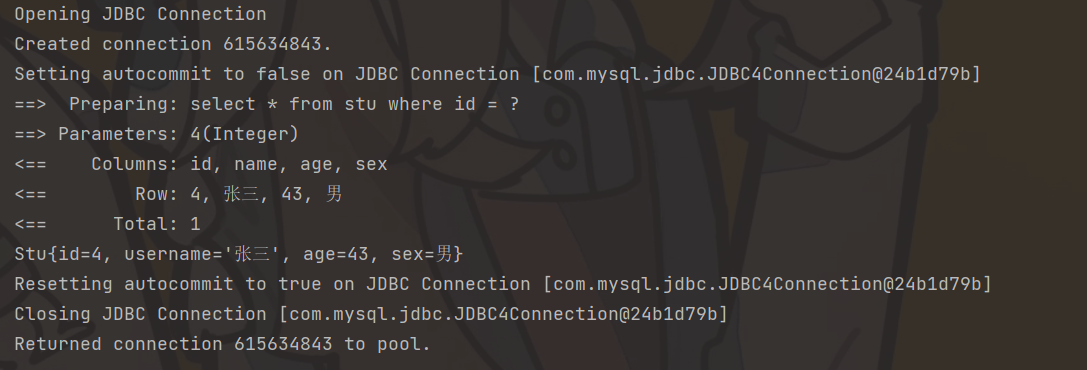 Opening JDBC Connection
Created connection 615634843.
Setting autocommit to false on JDBC Connection [com.mysql.jdbc.JDBC4Connection@24b1d79b]
==>  Preparing: select * from stu where id = ?
==> Parameters: 4(Integer)
<==    Columns: id, name, age, sex
<==        Row: 4, 张三, 43, 男
<==      Total: 1
Stu{id=4, username='张三', age=43, sex=男}
Resetting autocommit to true on JDBC Connection [com.mysql.jdbc.JDBC4Connection@24b1d79b]
Closing JDBC Connection [com.mysql.jdbc.JDBC4Connection@24b1d79b]
Returned connection 615634843 to pool.